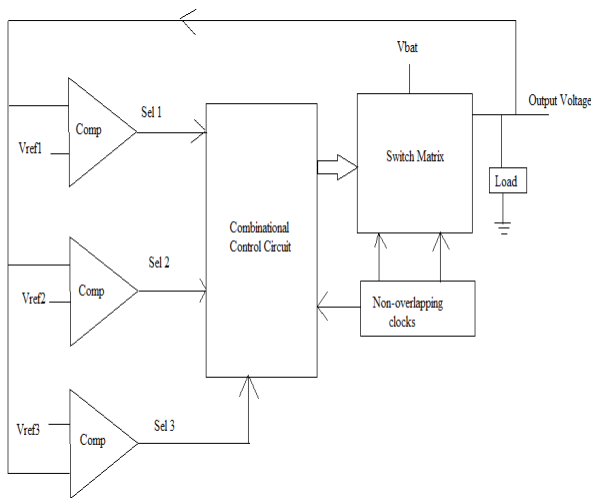 Vbat
Output Voltage
Sel 1
Comp
Vref1
Switch Matrix
Load
Combinational
Control Circuit
Sel 2
Comp
Vref2
Non-overlapping
clocks
Vref3
Sel 3
Comp